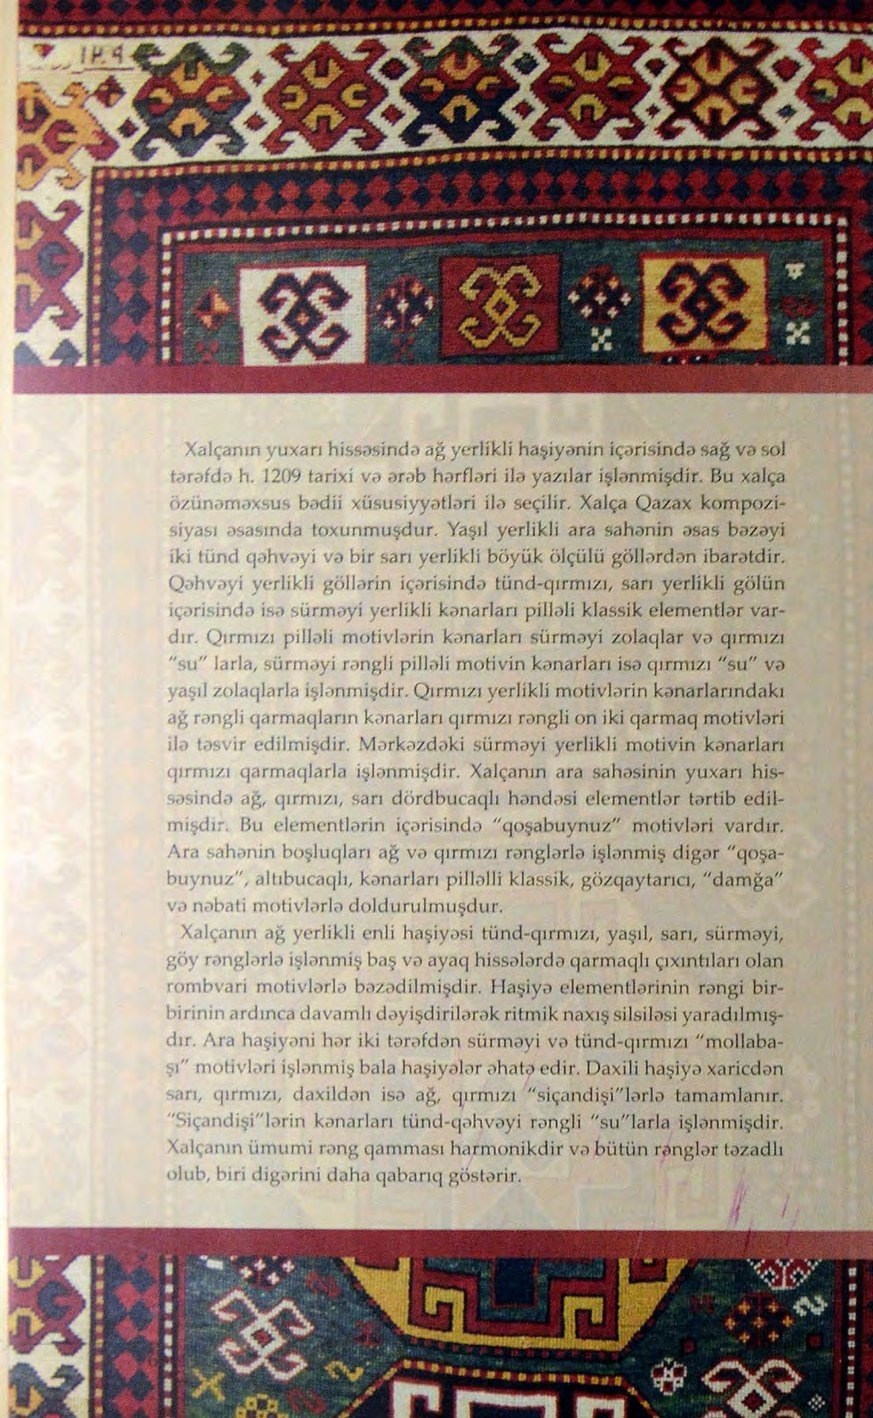 ۱۲۰۹
Xalçanın yuxarı hissəsində ağ yerlikli haşiyənin içərisində sağ və sol
tərəfdə h. 1209 tarixi və ərəb hərfləri ilə yazılar işlənmişdir. Bu xalça
özünəməxsus bədii xüsusiyyətləri ilə seçilir. Xalça Qazax kompozi-
siyası əsasında toxunmuşdur. Yaşıl yerlikli ara sahənin əsas bəzəyi
iki tünd qəhvəyi və bir sarı yerlikli böyük ölçülü göllərdən ibarətdir.
Qəhvəyi yerlikli göllərin içərisində tünd-qırmızı, sarı yerlikli gölün
içərisində isə sürməyi yerlikli kənarları pilləli klassik elementlər var-
dır. Qırmızı pilləli motivlərin kənarları sürməyi zolaqlar və qırmızı
"su" larla, sürməyi rəngli pilləli motivin kənarları isə qırmızı "su" və
yaşıl zolaqlarla işlənmişdir. Qırmızı yerlikli motivlərin kənarlarındakı
ağ rəngli qarmaqların kənarları qırmızı rəngli on iki qarmaq motivləri
ilə təsvir edilmişdir. Mərkəzdəki sürməyi yerlikli motivin kənarları
qırmızı qarmaqlarla işlənmişdir. Xalçanın ara sahəsinin yuxarı his-
səsində ağ, qırmızı, sarı dördbucaqlı həndəsi elementlər tərtib edil-
mişdir. Bu elementlərin içərisində "qoşabuynuz" motivləri vardır.
Ara sahənin boşluqları ağ və qırmızı rənglərlə işlənmiş digər "qoşa-
buynuz", altıbucaqlı, kənarları pilləlli klassik, gözqaytarıcı, "damğa"
və nəbati motivlərlə doldurulmuşdur.
Xalçanın ağ yerlikli enli haşiyəsi tünd-qırmızı, yaşıl, sarı, sürməyi,
göy rənglərlə işlənmiş baş və ayaq hissələrdə qarmaqlı çıxıntıları olan
rombvari motivlərlə bəzədilmişdir. Haşiyə elementlərinin rəngi bir-
birinin ardınca davamlı dəyişdirilərək ritmik naxış silsiləsi yaradılmış-
dır. Ara haşiyəni hər iki tərəfdən sürməyi və tünd-qırmızı "mollaba-
şı" motivləri işlənmiş bala haşiyələr əhatə edir. Daxili haşiyə xaricdən
sarı, qırmızı, daxildən isə ağ, qırmızı "siçandişi"lərlə tamamlanır.
"Siçandişi"lərin kənarları tünd-qəhvəyi rəngli "su"larla işlənmişdir.
Xalçanın ümumi rəng qamması harmonikdir və bütün rənglər təzadlı
olub, biri digərini daha qabarıq göstərir.